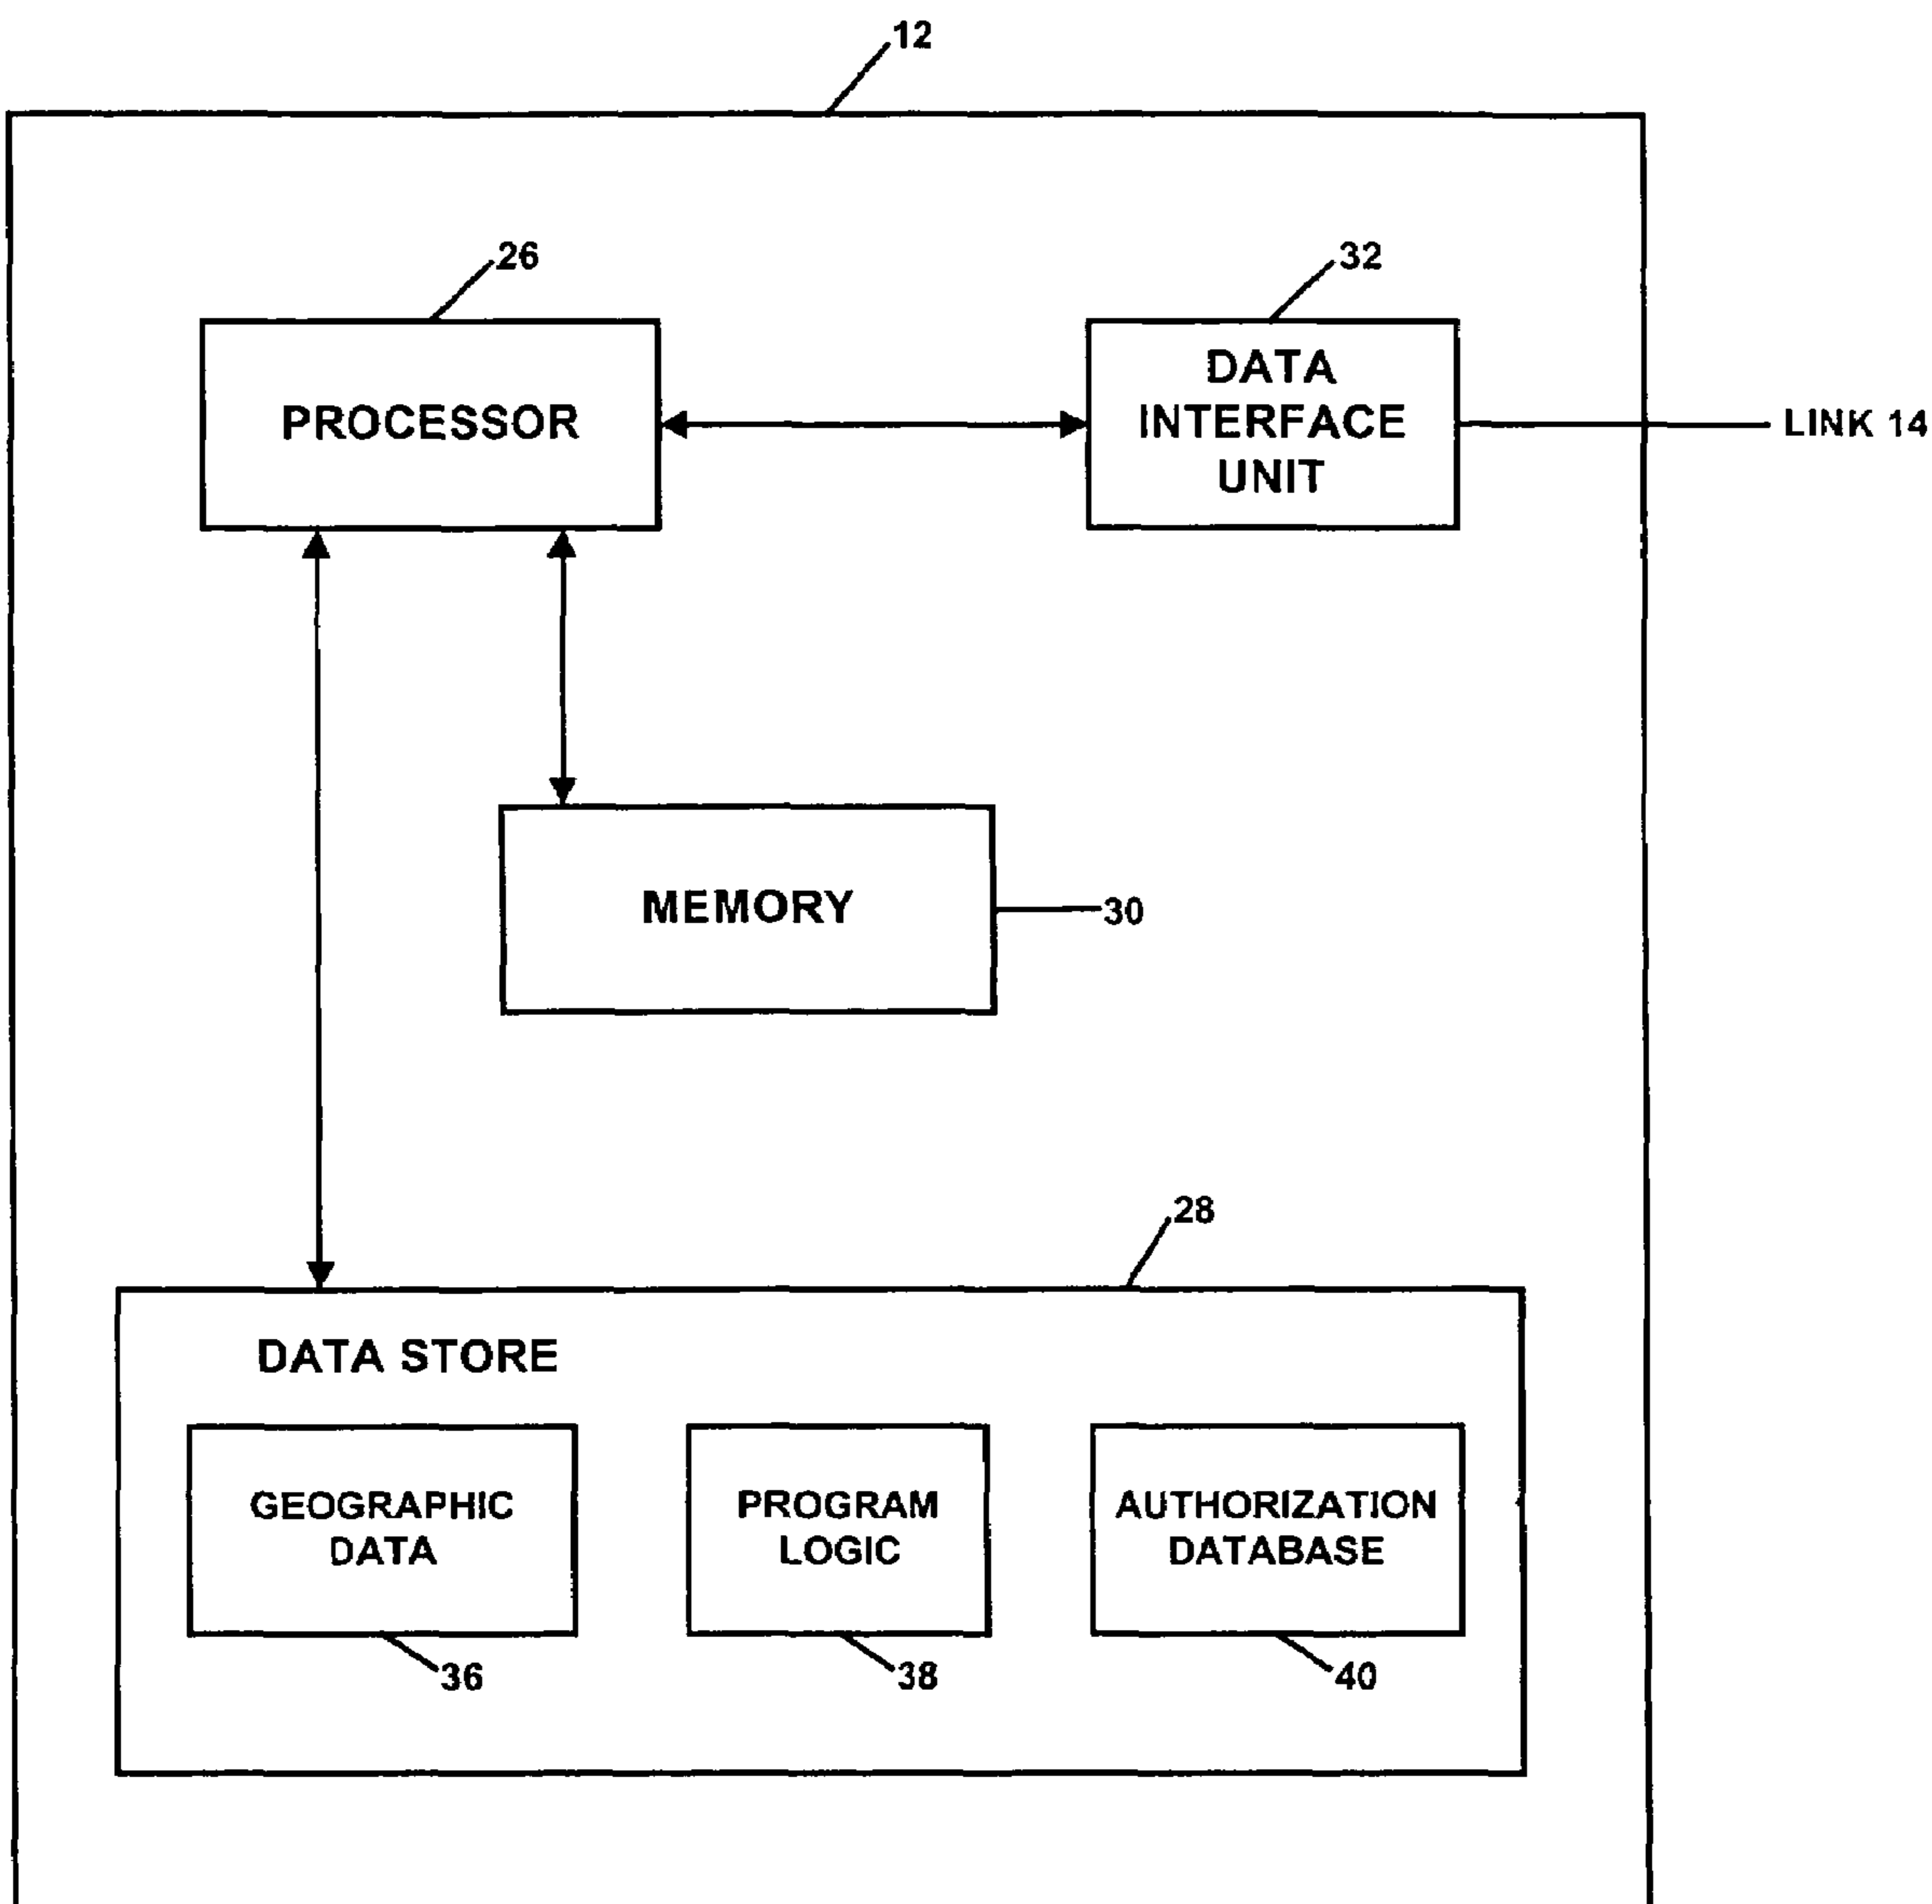 12
26
32
PROCESSOR
DATA
INTERFACE
UNIT
LINK 14
MEMORY
30
28
DATA STORE
GEOGRAPHIC
DATA
PROGRAM
LOGIC
AUTHORIZATION
DATABASE
36
38
40